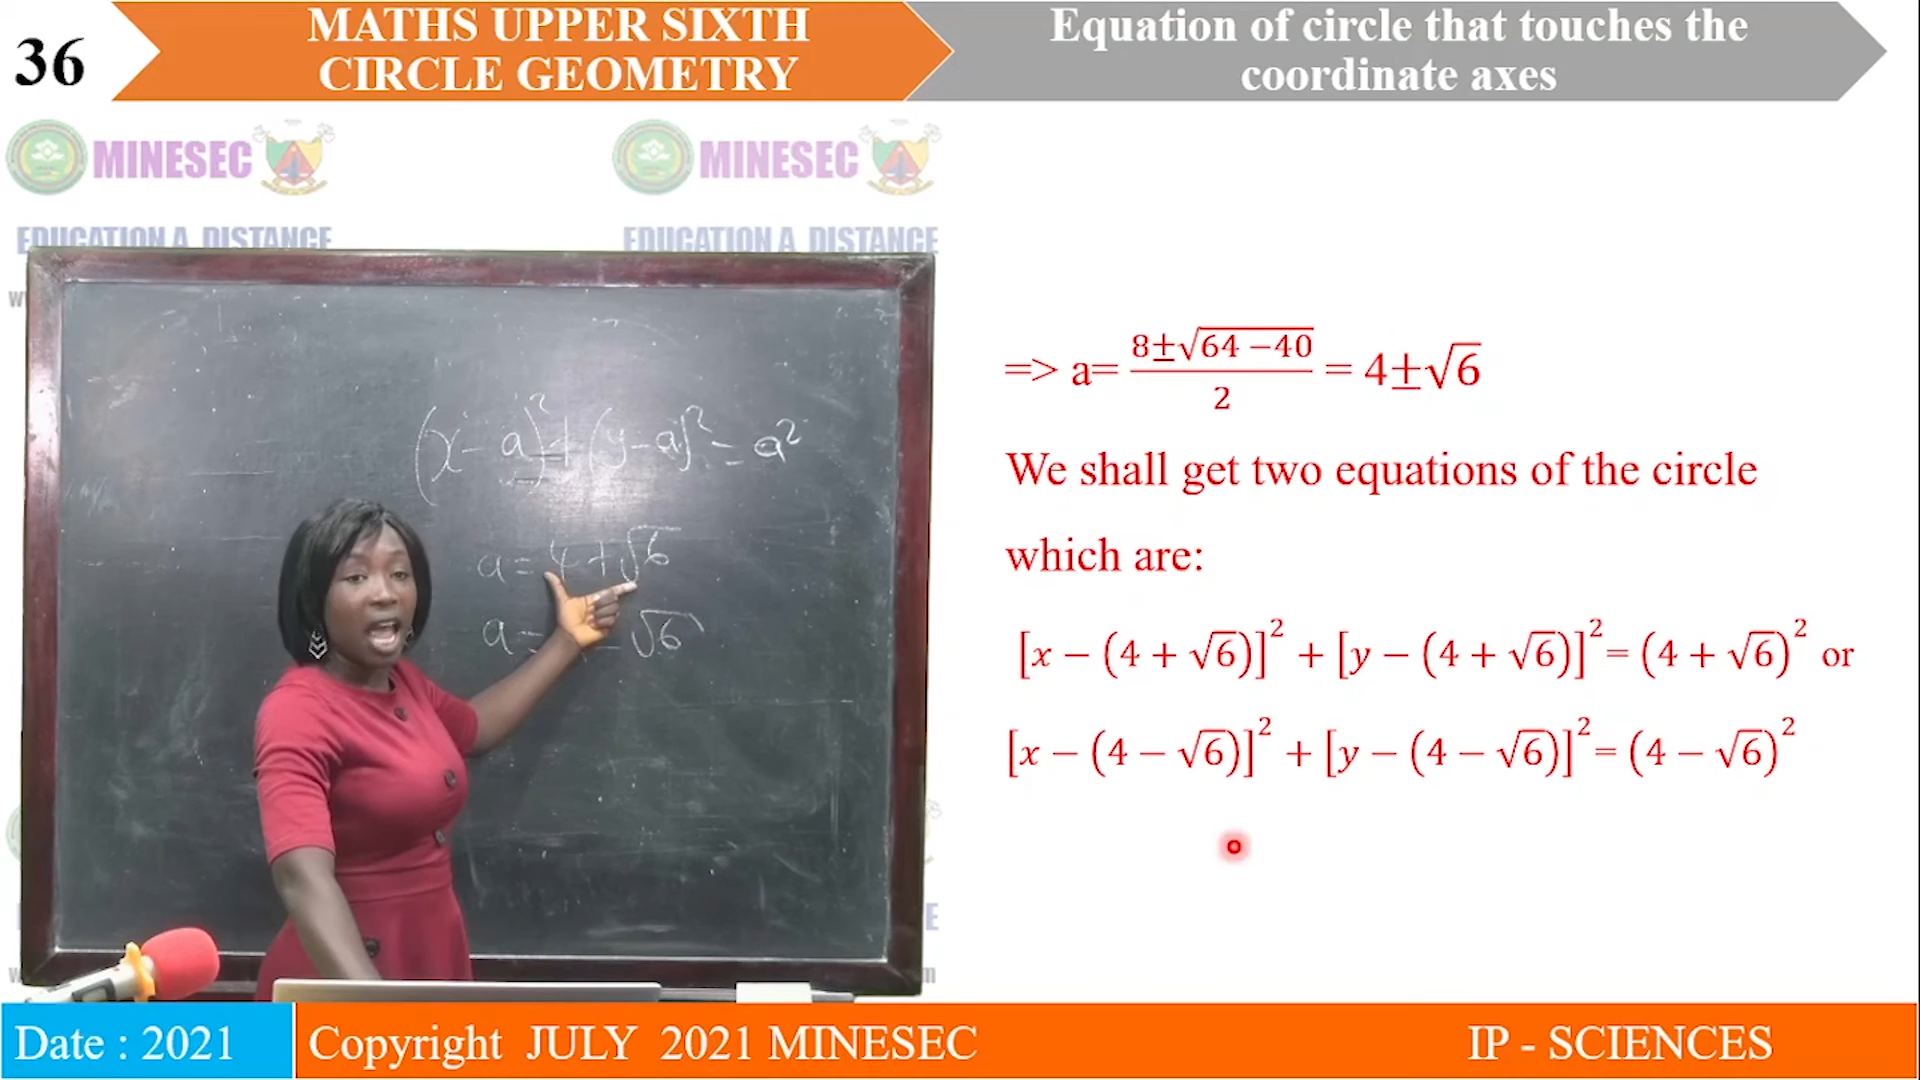 36
MATHS UPPER SIXTH
CIRCLE GEOMETRY
Equation of circle that touches the
coordinate axes
MINESEC
MINESEC
EDUCATION A DISTANCE
EDUCATION A DISTANCE
(x - a)² + (y - a)² = a²
a = 4 + √6
a = - √6
=> a= (8±√(64 −40))/2 = 4±√6
We shall get two equations of the circle
which are:
[x − (4 + √6)]² + [y − (4 + √6)]² = (4 + √6)² or
[x − (4 − √6)]² + [y − (4 − √6)]² = (4 − √6)²
Date : 2021
Copyright JULY 2021 MINESEC
IP - SCIENCES